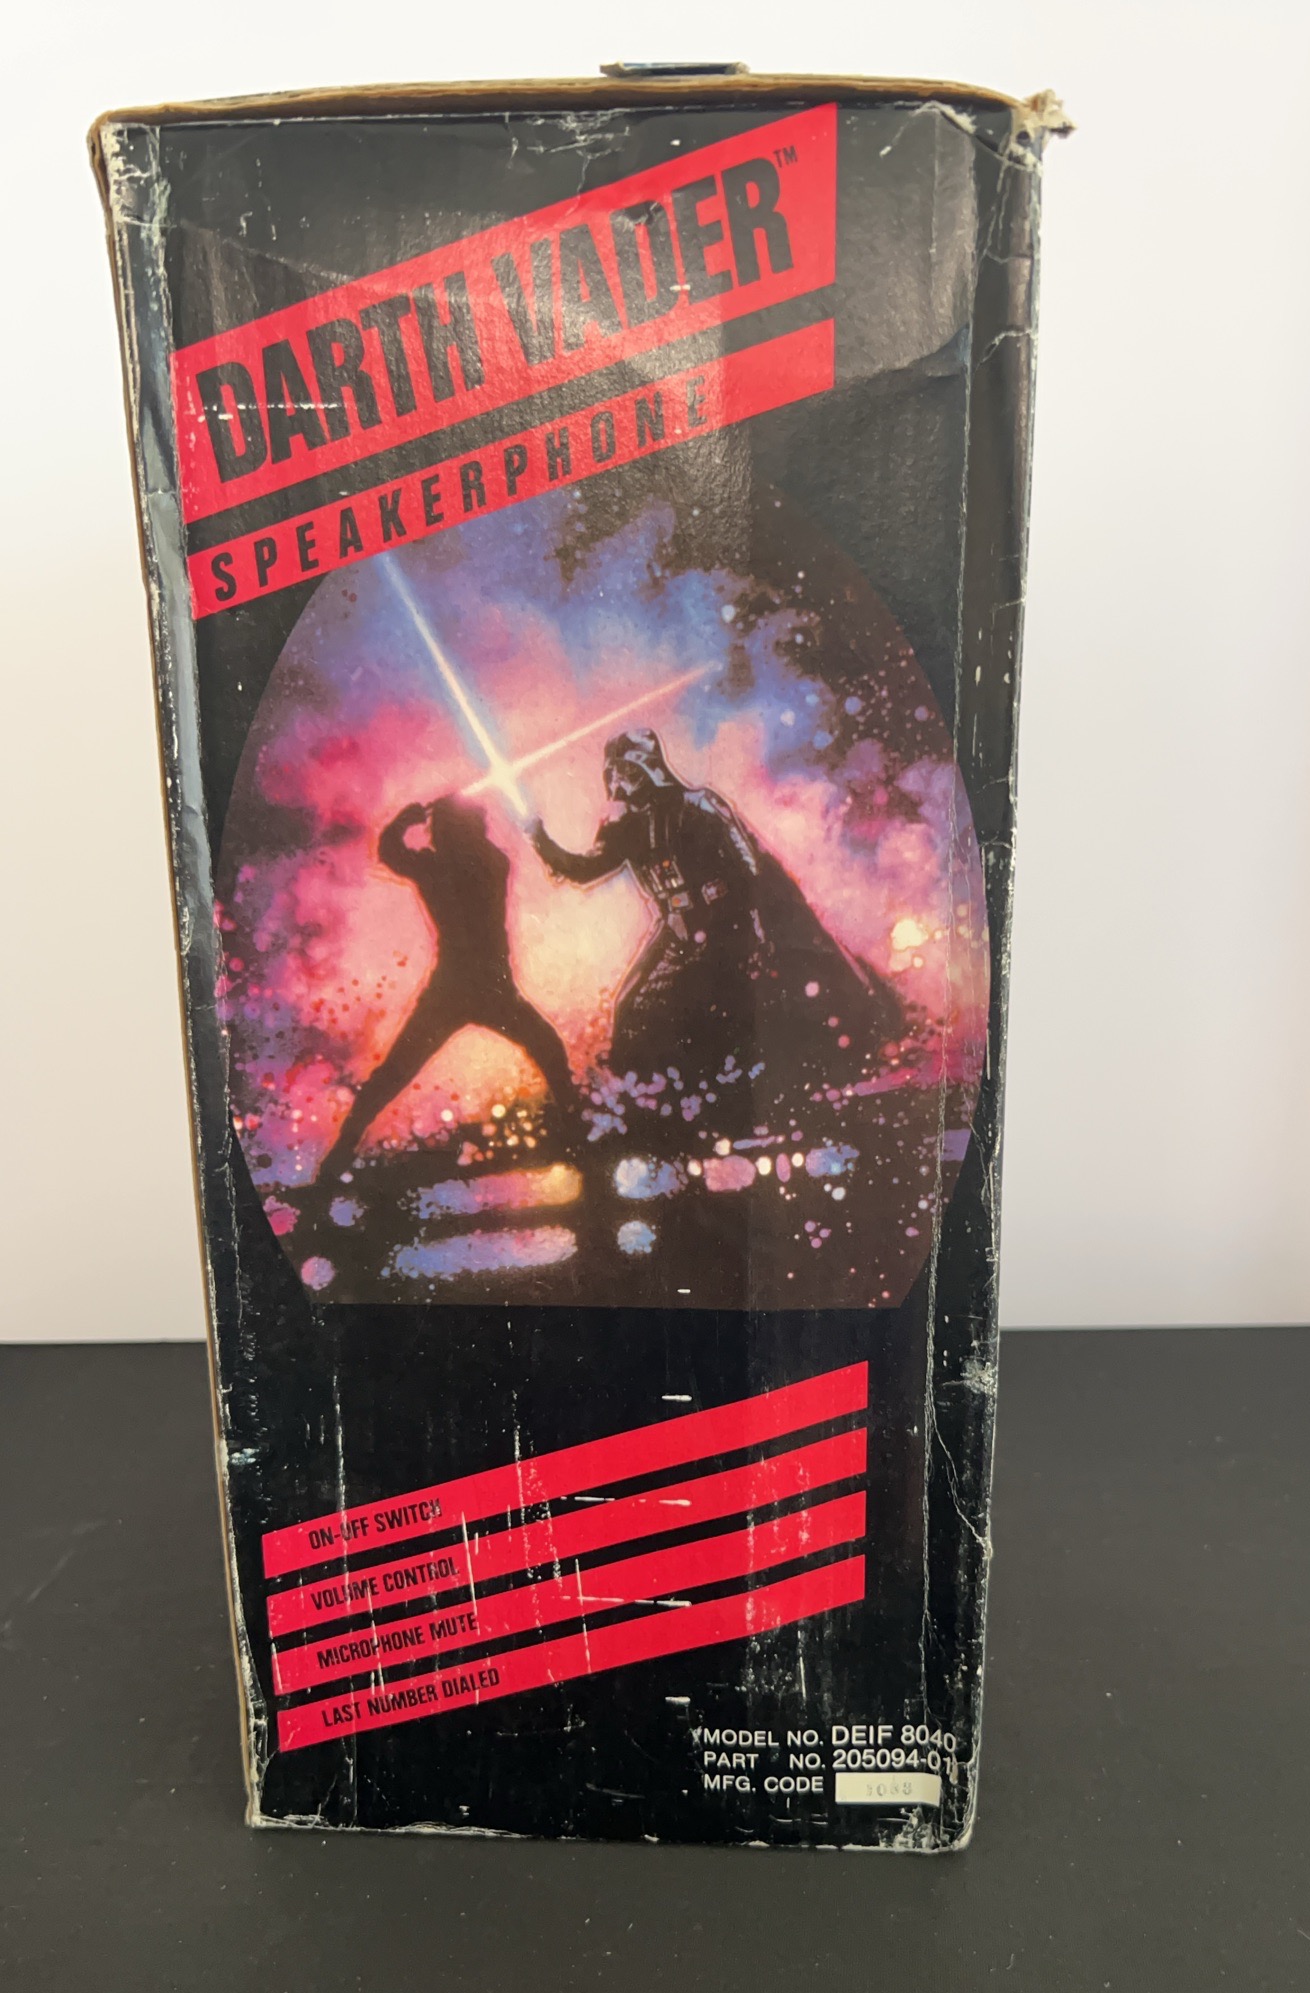 DARTH VADER™
SPEAKERPHONE
ON-OFF SWITCH
VOLUME CONTROL
MICROPHONE MUTE
LAST NUMBER DIALED
MODEL NO. DEIF 8040
PART NO. 205094-01
MFG. CODE